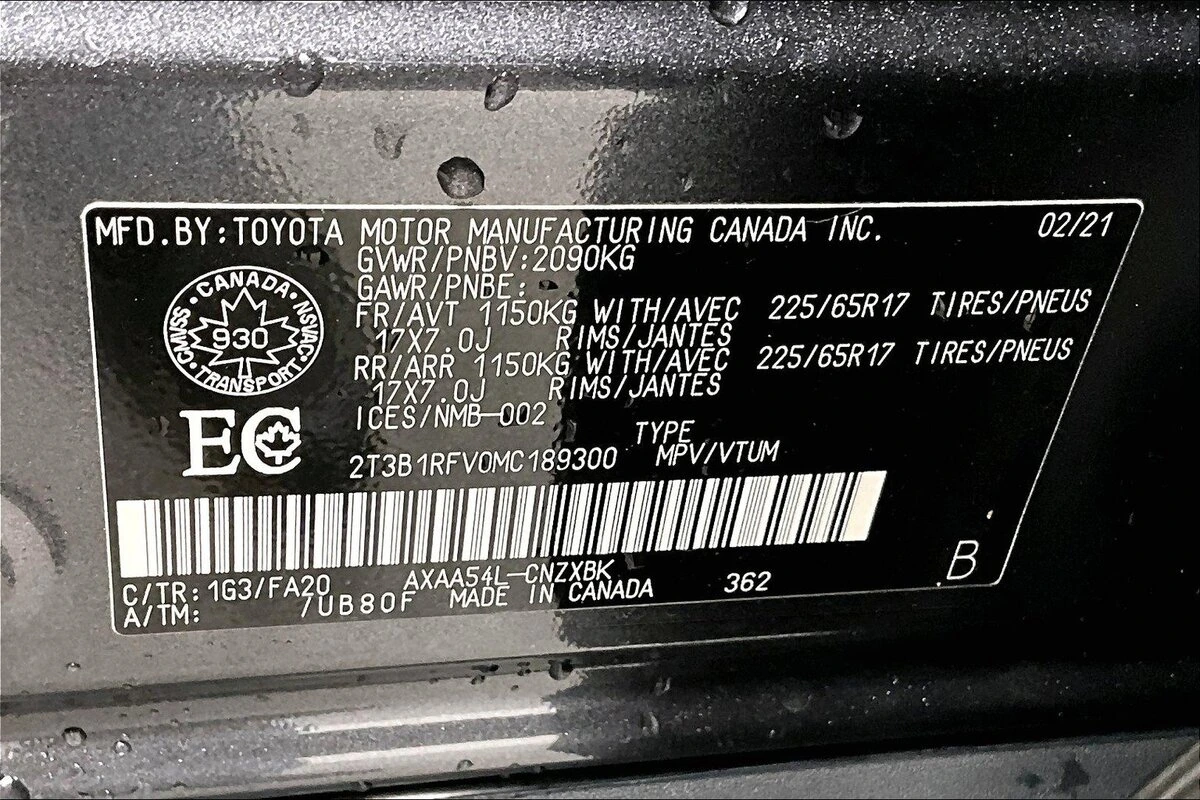 MFD.BY:TOYOTA MOTOR MANUFACTURING CANADA INC. 02/21
GVWR/PNBV:2090KG
GAWR/PNBE:
FR/AVT 1150KG WITH/AVEC 225/65R17 TIRES/PNEUS
17X7.0J RIMS/JANTES
RR/ARR 1150KG WITH/AVEC 225/65R17 TIRES/PNEUS
17X7.0J RIMS/JANTES
ICES/NMB-002
CANADA
CMVSS · NSVAC
930
TRANSPORT
EC
TYPE
2T3B1RFV0MC189300 MPV/VTUM
C/TR: 1G3/FA20 AXAA54L-CNZXBK 362 B
A/TM: 7UB80F MADE IN CANADA